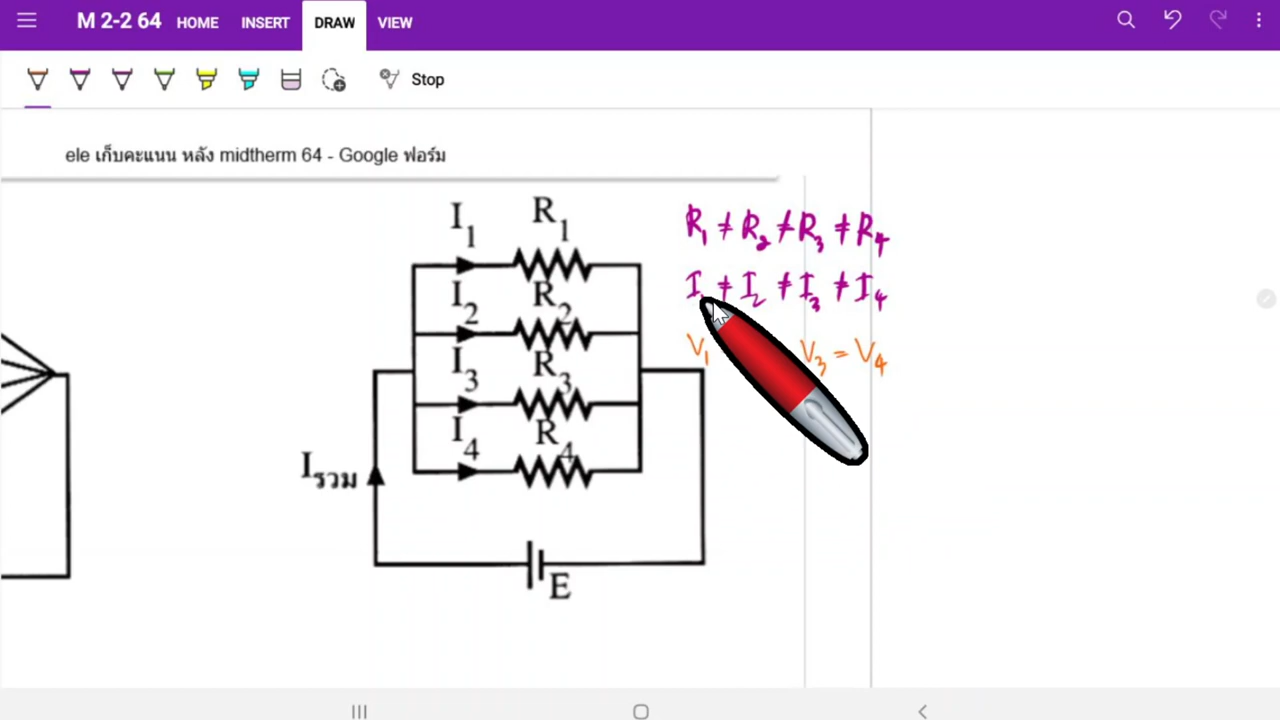 M 2-2 64 HOME INSERT DRAW VIEW
Stop
ele เก็บคะแนน หลัง midtherm 64 - Google ฟอร์ม
I1 R1
I2 R2
I3 R3
I4 R4
Iรวม
E
R1 ≠ R2 ≠ R3 ≠ R4
I ≠ I2 ≠ I3 ≠ I4
V1 V3 = V4